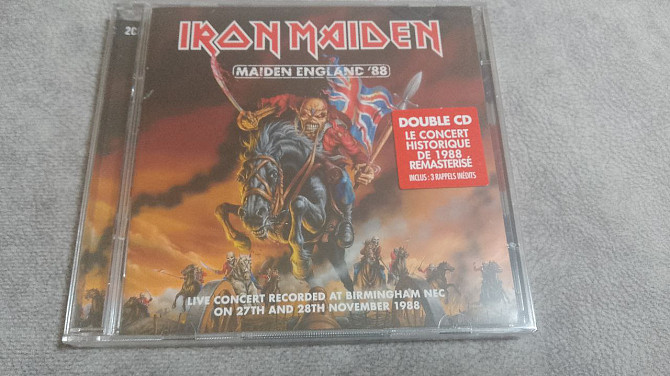 2C
IRON MAIDEN
MAIDEN ENGLAND '88
DOUBLE CD
LE CONCERT
HISTORIQUE
DE 1988
REMASTERISÉ
INCLUS : 3 RAPPELS INÉDITS
LIVE CONCERT RECORDED AT BIRMINGHAM NEC
ON 27TH AND 28TH NOVEMBER 1988